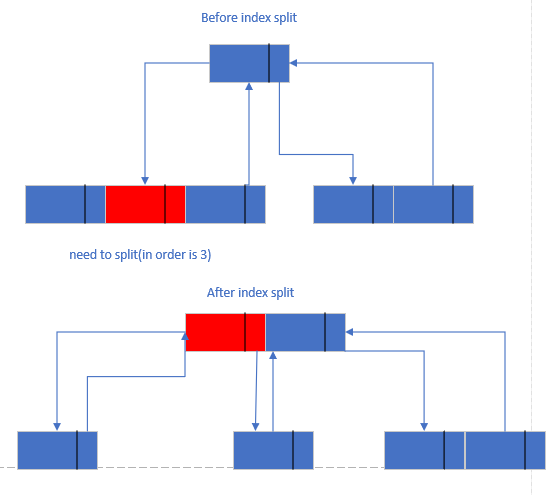 Before index split
need to split(in order is 3)
After index split